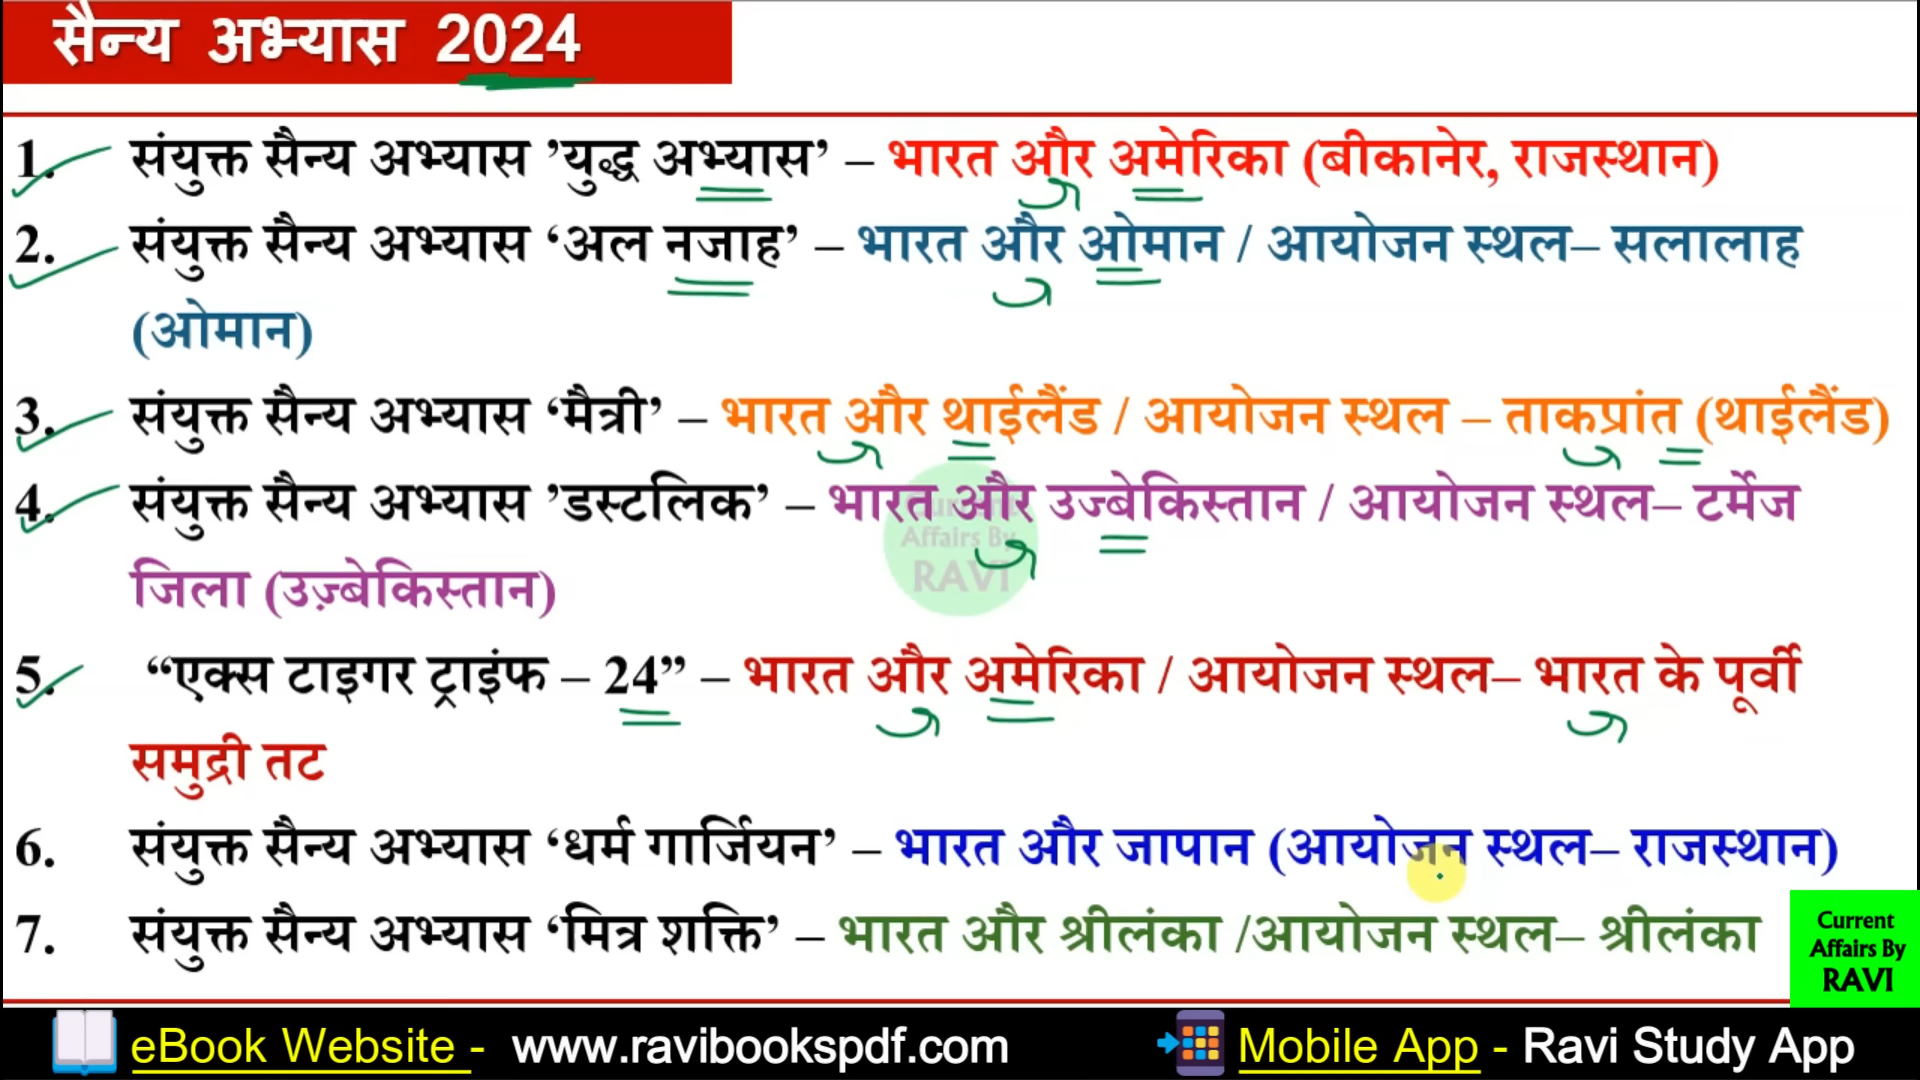 सैन्य अभ्यास 2024
1. संयुक्त सैन्य अभ्यास ’युद्ध अभ्यास’ – भारत और अमेरिका (बीकानेर, राजस्थान)
2. संयुक्त सैन्य अभ्यास ‘अल नजाह’ – भारत और ओमान / आयोजन स्थल– सलालाह
(ओमान)
3. संयुक्त सैन्य अभ्यास ‘मैत्री’ – भारत और थाईलैंड / आयोजन स्थल – ताकप्रांत (थाईलैंड)
4. संयुक्त सैन्य अभ्यास ’डस्टलिक’ – भारत और उज्बेकिस्तान / आयोजन स्थल– टर्मेज
जिला (उज़्बेकिस्तान)
Current
Affairs By
RAVI
5. “एक्स टाइगर ट्राइंफ – 24” – भारत और अमेरिका / आयोजन स्थल– भारत के पूर्वी
समुद्री तट
6. संयुक्त सैन्य अभ्यास ‘धर्म गार्जियन’ – भारत और जापान (आयोजन स्थल– राजस्थान)
7. संयुक्त सैन्य अभ्यास ‘मित्र शक्ति’ – भारत और श्रीलंका /आयोजन स्थल– श्रीलंका
Current
Affairs By
RAVI
eBook Website - www.ravibookspdf.com Mobile App - Ravi Study App